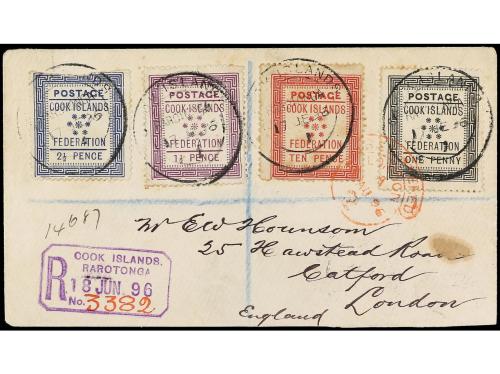 POSTAGE
COOK ISLANDS
FEDERATION
2½ PENCE
POSTAGE
COOK ISLANDS
FEDERATION
1½ PENCE
POSTAGE
COOK ISLANDS
FEDERATION
TEN PENCE
POSTAGE
COOK ISLANDS
FEDERATION
ONE PENNY
14687
Mr EW Hounsom
25 Hawstead Road
Catford
London
England
COOK ISLANDS.
RAROTONGA
R 18 JUN. 96
No. 3382